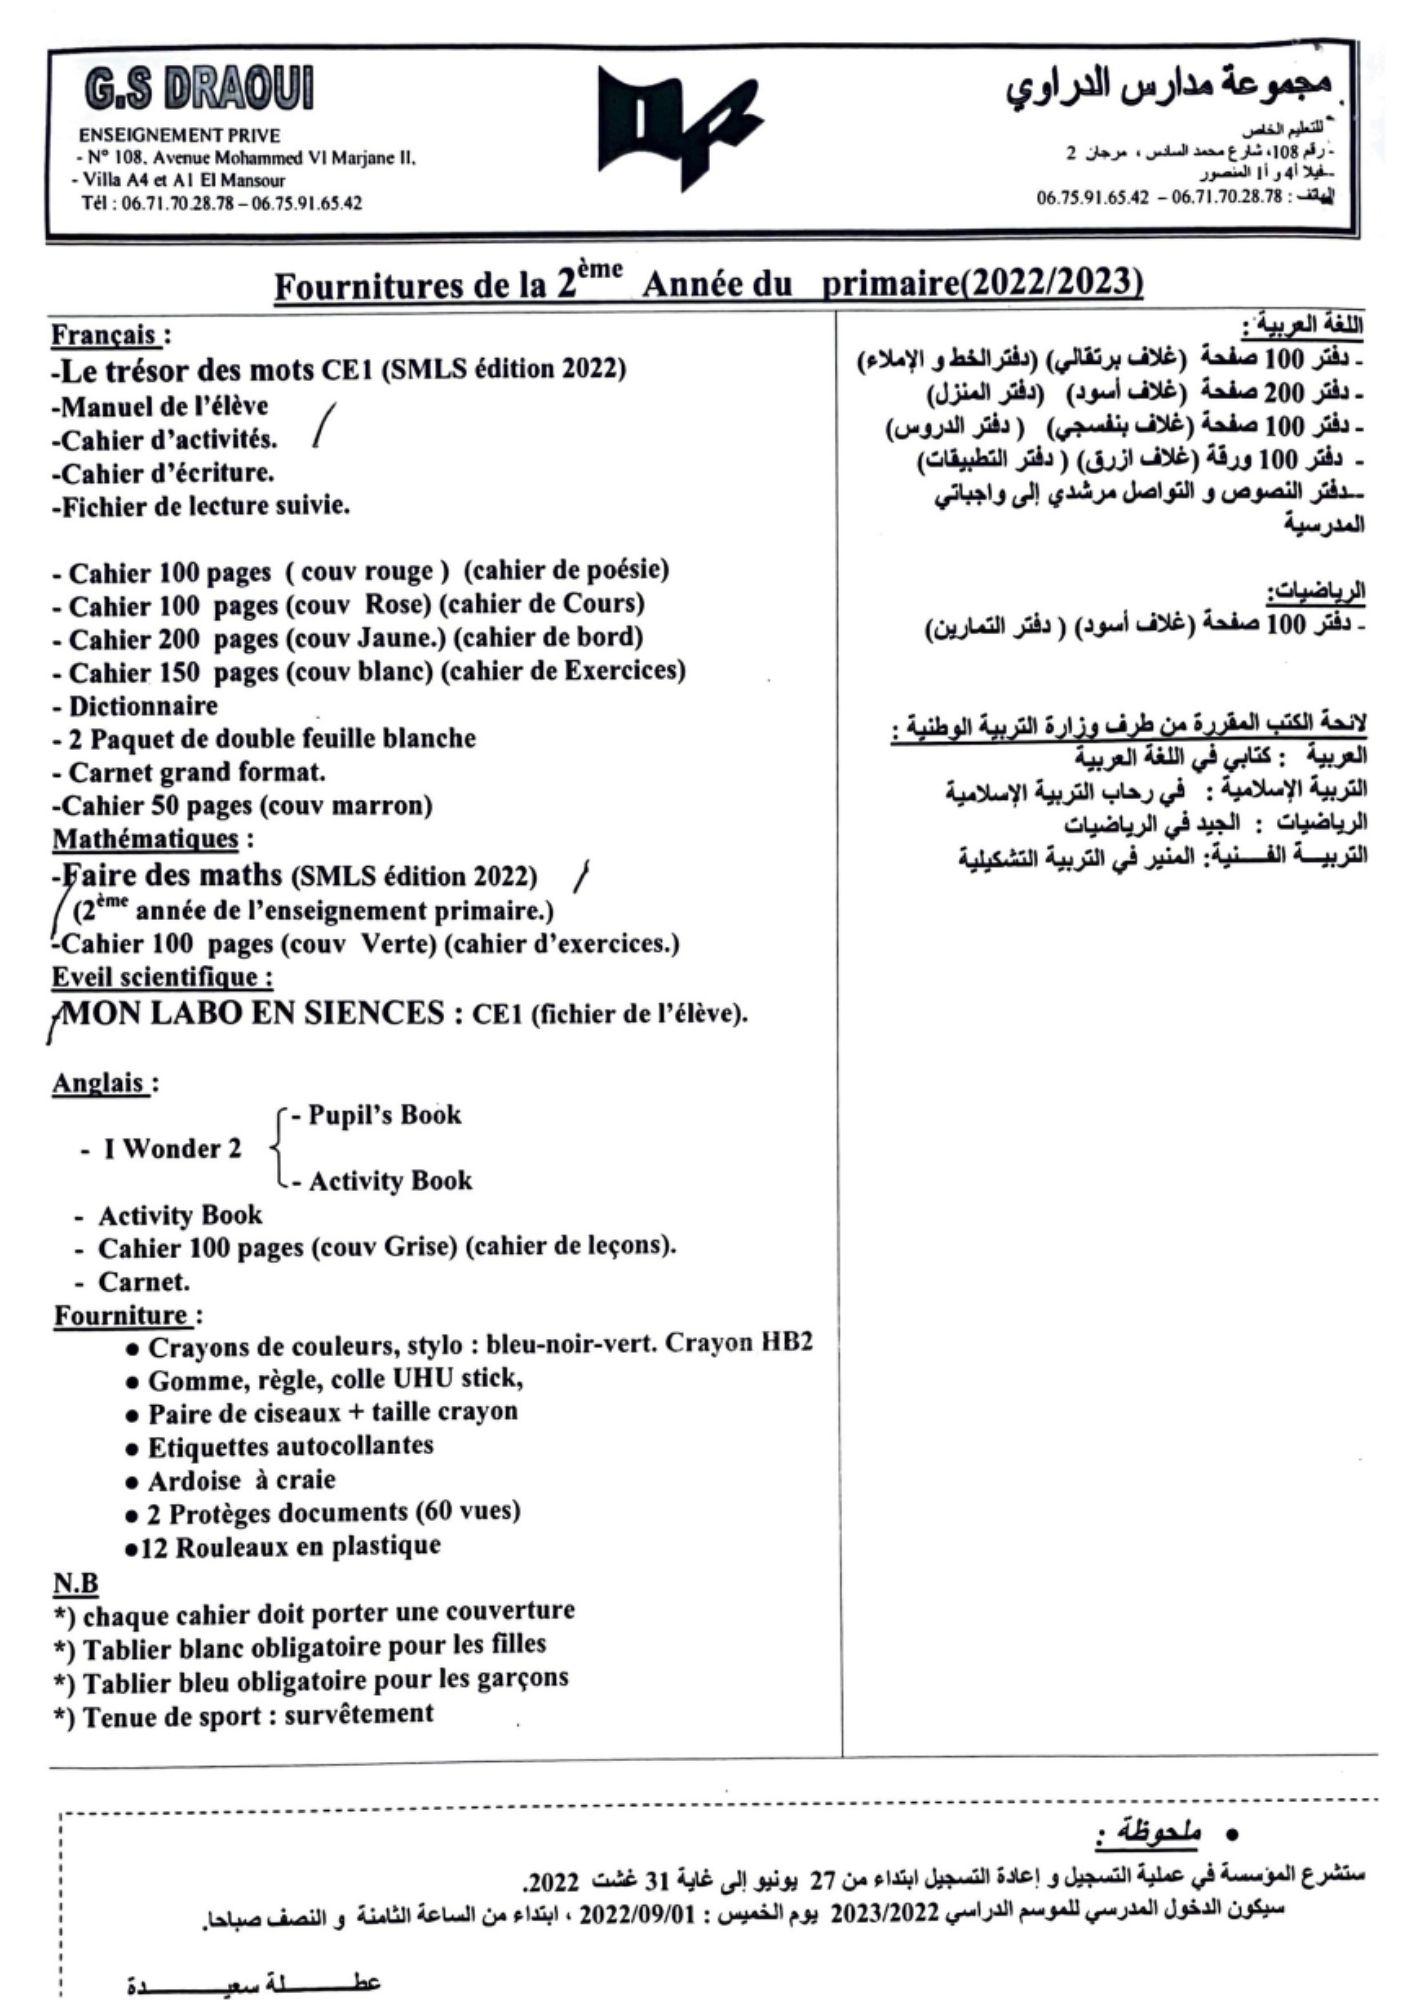 G.S DRAOUI
ENSEIGNEMENT PRIVE
- N° 108, Avenue Mohammed VI Marjane II.
- Villa A4 et A1 El Mansour
Tél : 06.71.70.28.78 – 06.75.91.65.42
مجموعة مدارس الدراوي
للتعليم الخاص
- رقم 108، شارع محمد السادس ، مرجان 2
- فيلا أ4 و أ1 المنصور
الهاتف : 06.71.70.28.78 – 06.75.91.65.42
Fournitures de la 2ème Année du primaire(2022/2023)
Français :
-Le trésor des mots CE1 (SMLS édition 2022)
-Manuel de l'élève
-Cahier d'activités.
-Cahier d'écriture.
-Fichier de lecture suivie.
- Cahier 100 pages ( couv rouge ) (cahier de poésie)
- Cahier 100 pages (couv Rose) (cahier de Cours)
- Cahier 200 pages (couv Jaune.) (cahier de bord)
- Cahier 150 pages (couv blanc) (cahier de Exercices)
- Dictionnaire
- 2 Paquet de double feuille blanche
- Carnet grand format.
-Cahier 50 pages (couv marron)
Mathématiques :
-Faire des maths (SMLS édition 2022)
(2ème année de l'enseignement primaire.)
-Cahier 100 pages (couv Verte) (cahier d'exercices.)
Eveil scientifique :
-MON LABO EN SIENCES : CE1 (fichier de l'élève).
Anglais :
- Pupil's Book
- I Wonder 2
- Activity Book
- Activity Book
- Cahier 100 pages (couv Grise) (cahier de leçons).
- Carnet.
Fourniture :
● Crayons de couleurs, stylo : bleu-noir-vert. Crayon HB2
● Gomme, règle, colle UHU stick,
● Paire de ciseaux + taille crayon
● Etiquettes autocollantes
● Ardoise à craie
● 2 Protèges documents (60 vues)
●12 Rouleaux en plastique
N.B
*) chaque cahier doit porter une couverture
*) Tablier blanc obligatoire pour les filles
*) Tablier bleu obligatoire pour les garçons
*) Tenue de sport : survêtement
اللغة العربية :
- دفتر 100 صفحة (غلاف برتقالي) (دفتر الخط و الإملاء)
- دفتر 200 صفحة (غلاف أسود) (دفتر المنزل)
- دفتر 100 صفحة (غلاف بنفسجي) ( دفتر الدروس)
- دفتر 100 ورقة (غلاف ازرق) ( دفتر التطبيقات)
-دفتر النصوص و التواصل مرشدي إلى واجباتي
المدرسية
الرياضيات:
- دفتر 100 صفحة (غلاف أسود) ( دفتر التمارين)
لائحة الكتب المقررة من طرف وزارة التربية الوطنية :
العربية : كتابي في اللغة العربية
التربية الإسلامية : في رحاب التربية الإسلامية
الرياضيات : الجيد في الرياضيات
التربيـة الفـنية: المنير في التربية التشكيلية
● ملحوظة :
ستشرع المؤسسة في عملية التسجيل و إعادة التسجيل ابتداء من 27 يونيو إلى غاية 31 غشت 2022.
سيكون الدخول المدرسي للموسم الدراسي 2023/2022 يوم الخميس : 2022/09/01 ، ابتداء من الساعة الثامنة و النصف صباحا.
عطـــلة سعيـــدة